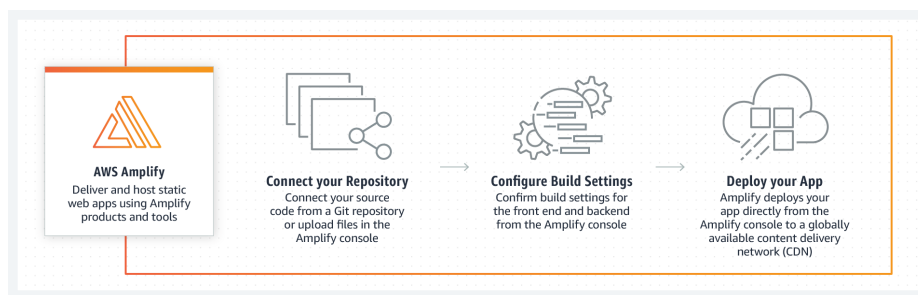 AWS Amplify
Deliver and host static
web apps using Amplify
products and tools
Connect your Repository
Connect your source
code from a Git repository
or upload files in the
Amplify console
Configure Build Settings
Confirm build settings for
the front end and backend
from the Amplify console
Deploy your App
Amplify deploys your
app directly from the
Amplify console to a globally
available content delivery
network (CDN)